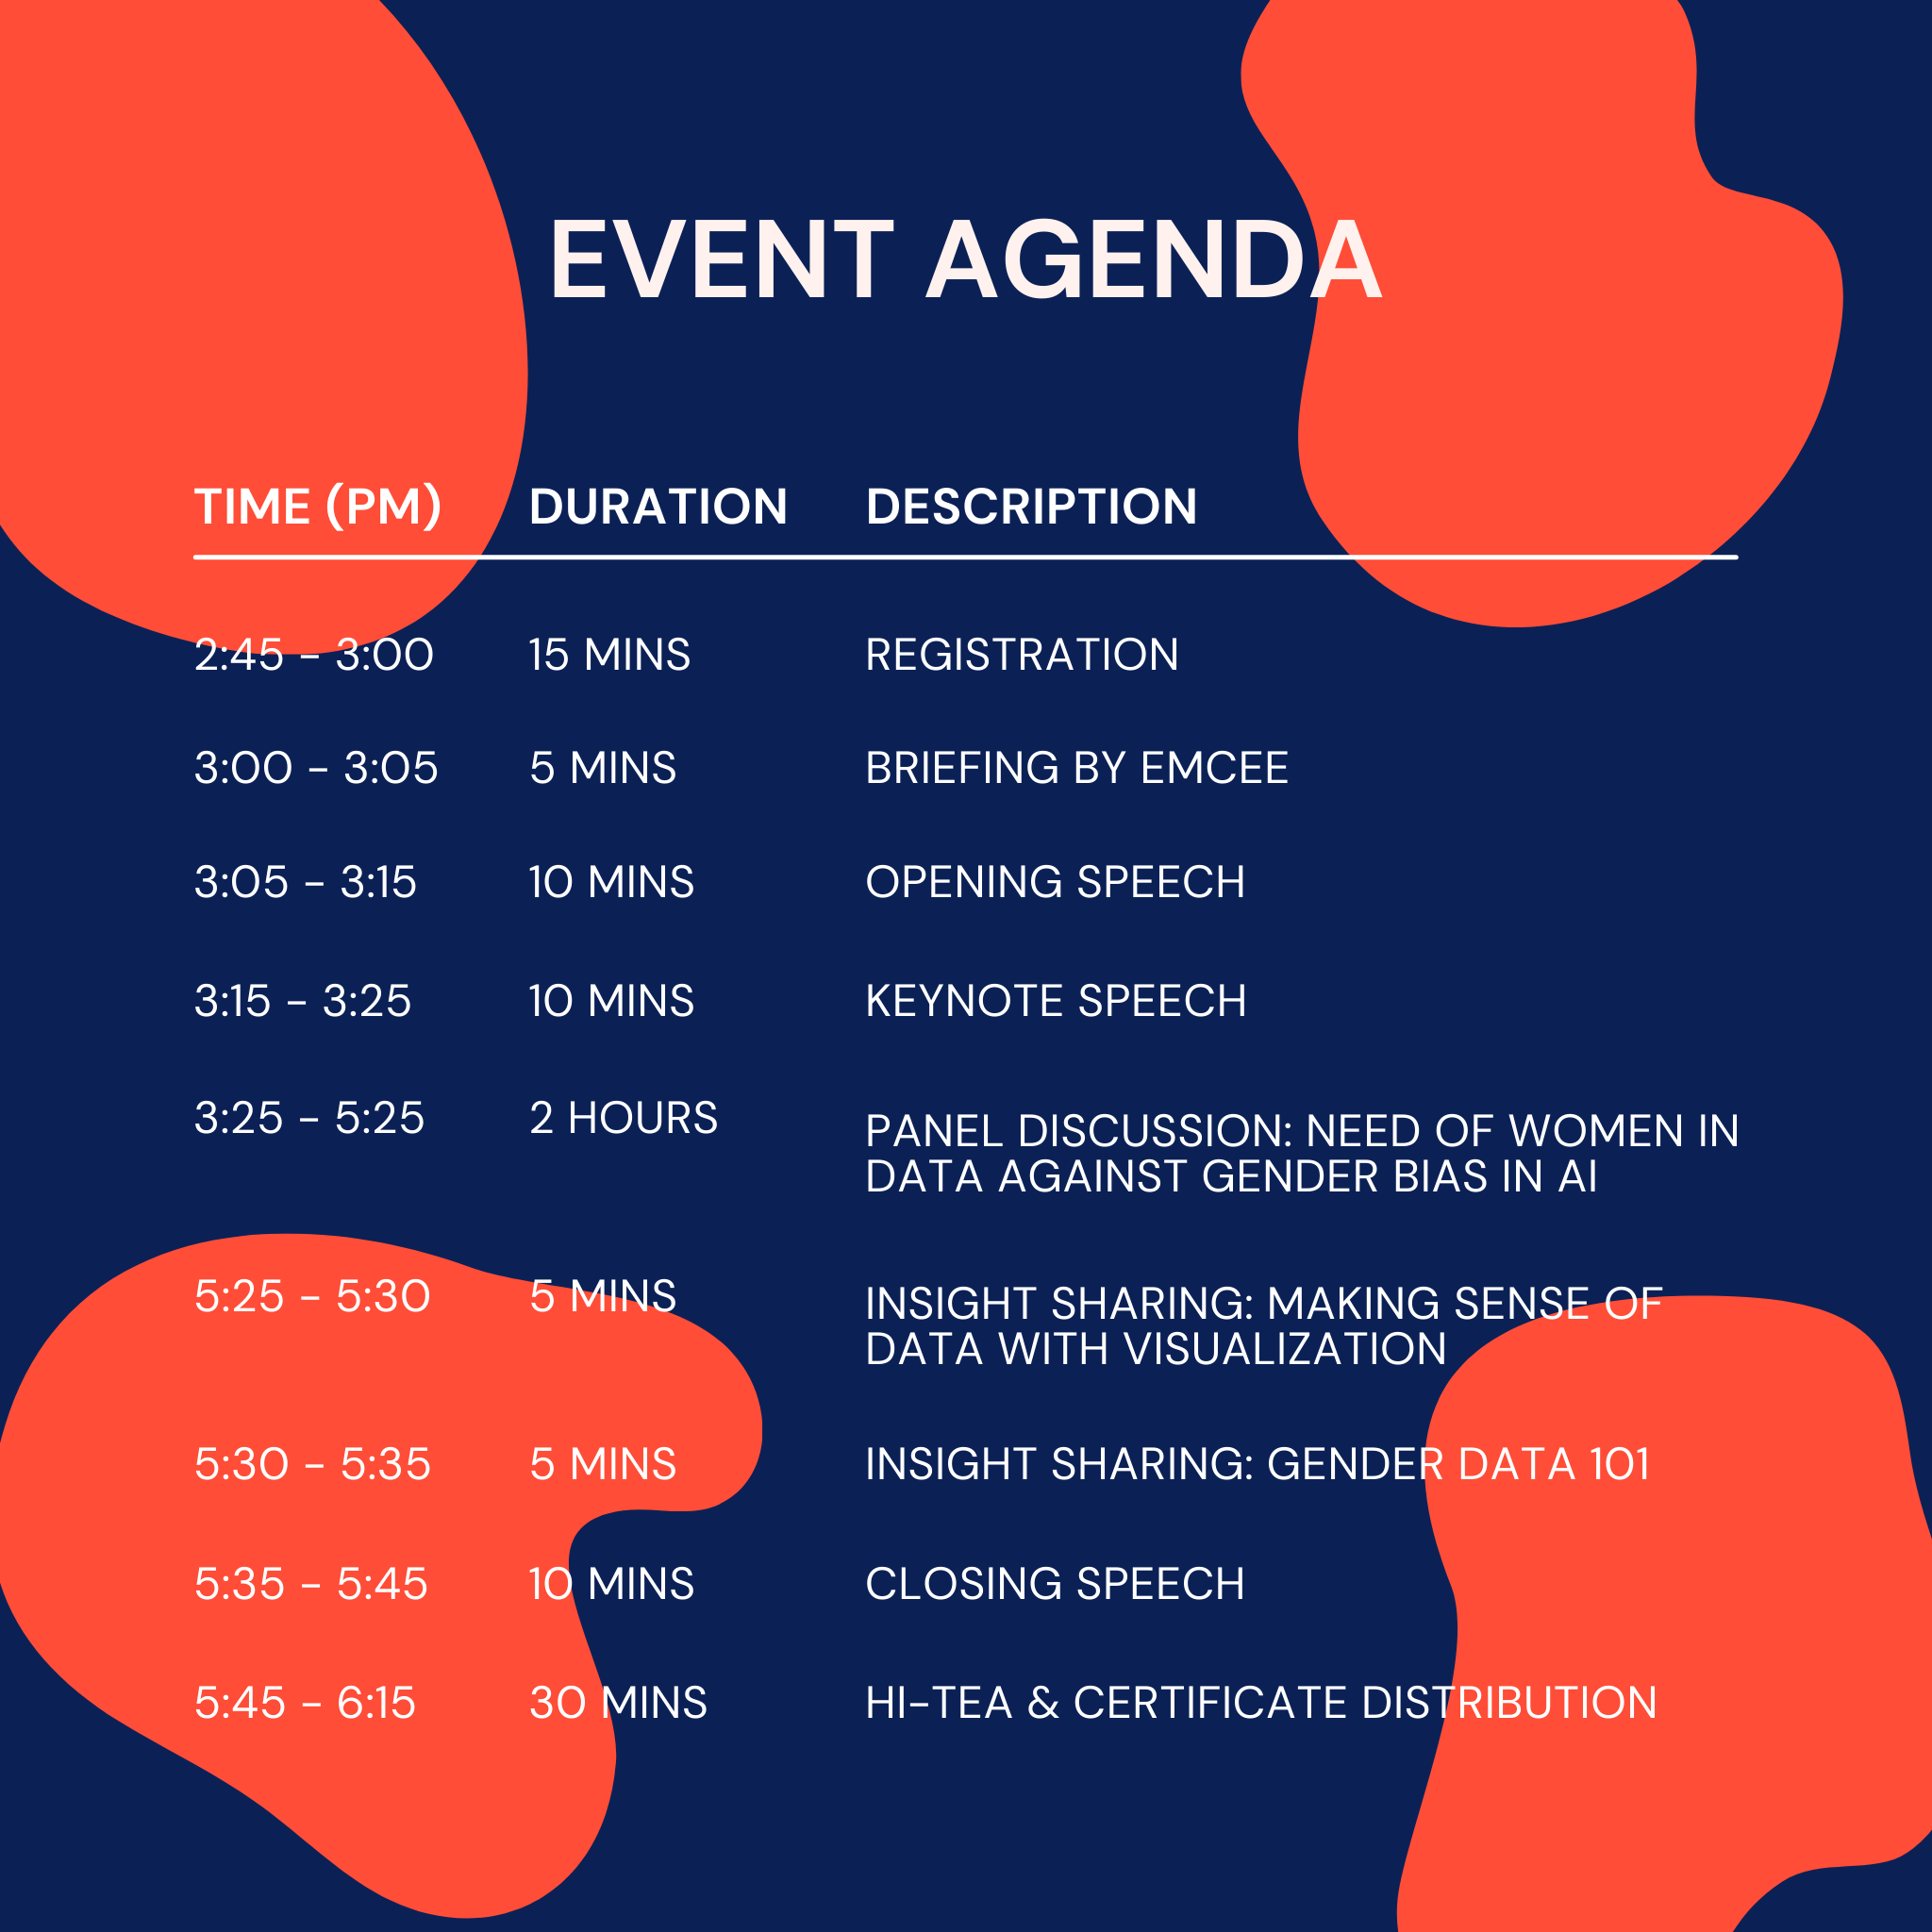 EVENT AGENDA
TIME (PM) DURATION DESCRIPTION
2:45 - 3:00 15 MINS REGISTRATION
3:00 - 3:05 5 MINS BRIEFING BY EMCEE
3:05 - 3:15 10 MINS OPENING SPEECH
3:15 - 3:25 10 MINS KEYNOTE SPEECH
3:25 - 5:25 2 HOURS PANEL DISCUSSION: NEED OF WOMEN IN
DATA AGAINST GENDER BIAS IN AI
5:25 - 5:30 5 MINS INSIGHT SHARING: MAKING SENSE OF
DATA WITH VISUALIZATION
5:30 - 5:35 5 MINS INSIGHT SHARING: GENDER DATA 101
5:35 - 5:45 10 MINS CLOSING SPEECH
5:45 - 6:15 30 MINS HI-TEA & CERTIFICATE DISTRIBUTION